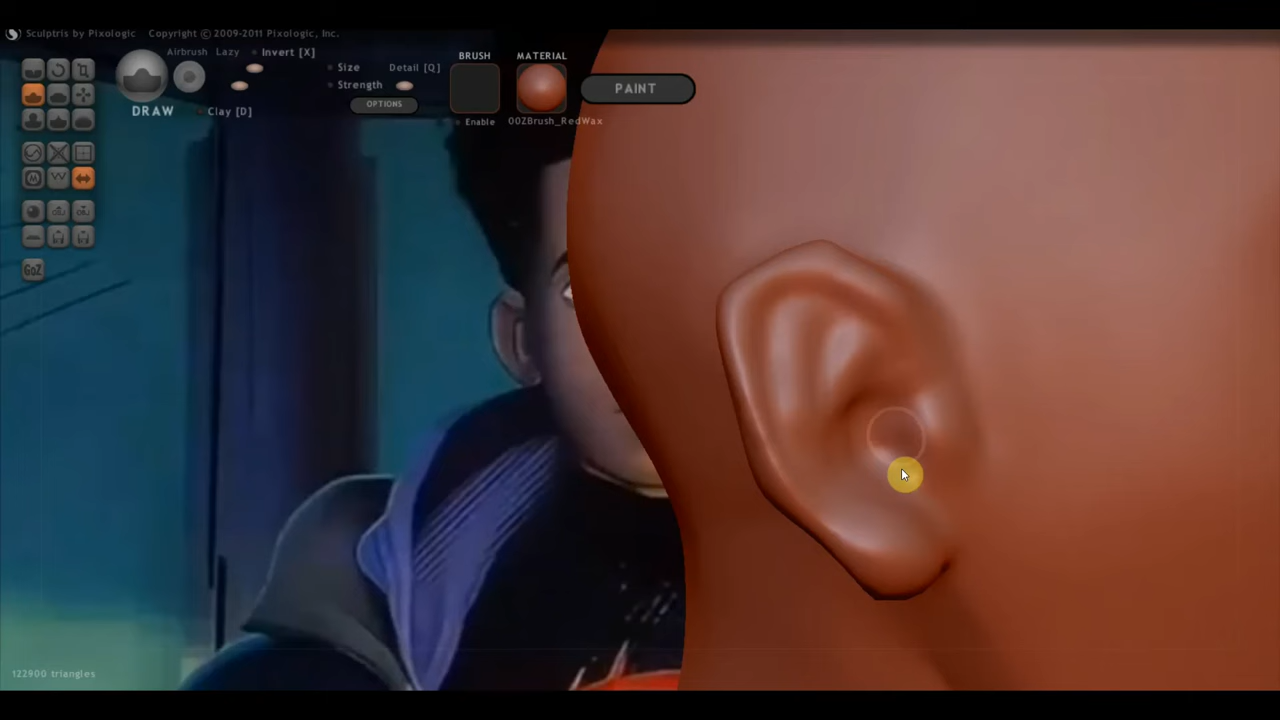 Sculptris by Pixologic   Copyright © 2009-2011 Pixologic, Inc.
Airbrush Lazy Invert [X]
Size Detail [Q]
Strength
OPTIONS
DRAW Clay [D]
BRUSH
Enable
MATERIAL
00ZBrush_RedWax
PAINT
GoZ
122900 triangles